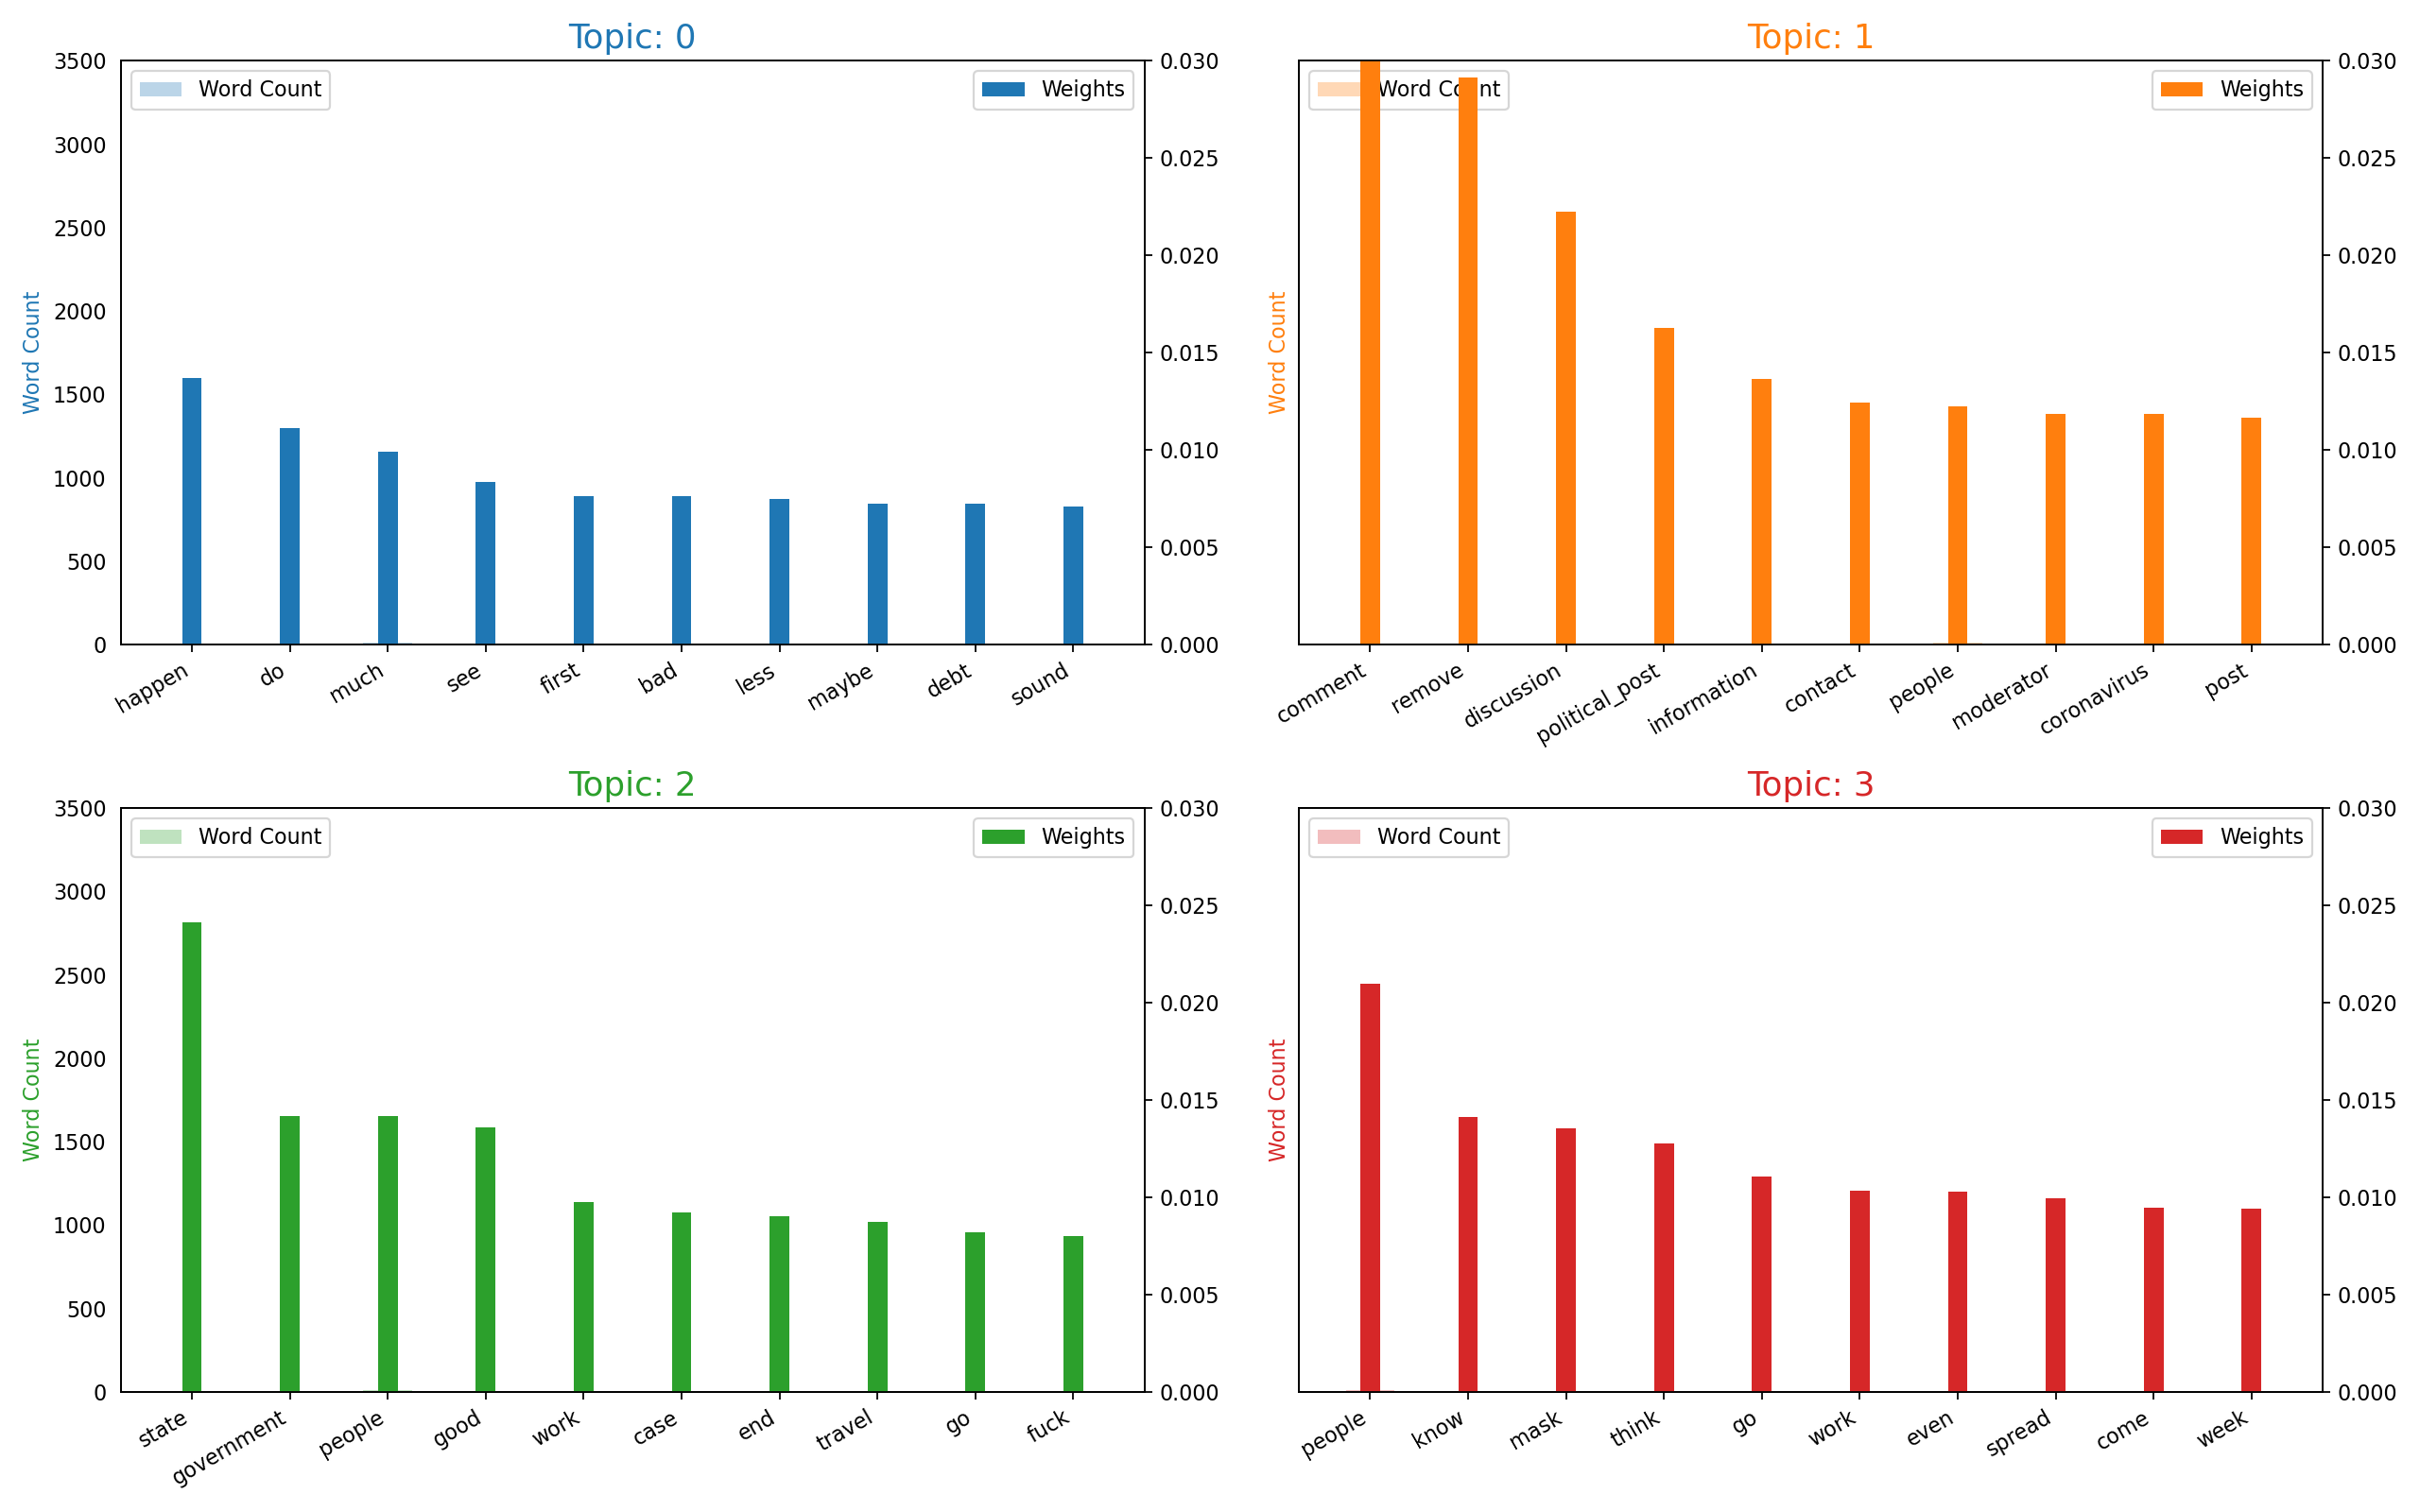 Topic: 0
3500
3000
2500
2000
1500
1000
500
0
Word Count
Word Count
Weights
0.030
0.025
0.020
0.015
0.010
0.005
0.000
happen
do
much
see
first
bad
less
maybe
debt
sound
Topic: 1
Word Count
Word Count
Weights
0.030
0.025
0.020
0.015
0.010
0.005
0.000
comment
remove
discussion
political_post
information
contact
people
moderator
coronavirus
post
Topic: 2
3500
3000
2500
2000
1500
1000
500
0
Word Count
Word Count
Weights
0.030
0.025
0.020
0.015
0.010
0.005
0.000
state
government
people
good
work
case
end
travel
go
fuck
Topic: 3
Word Count
Word Count
Weights
0.030
0.025
0.020
0.015
0.010
0.005
0.000
people
know
mask
think
go
work
even
spread
come
week